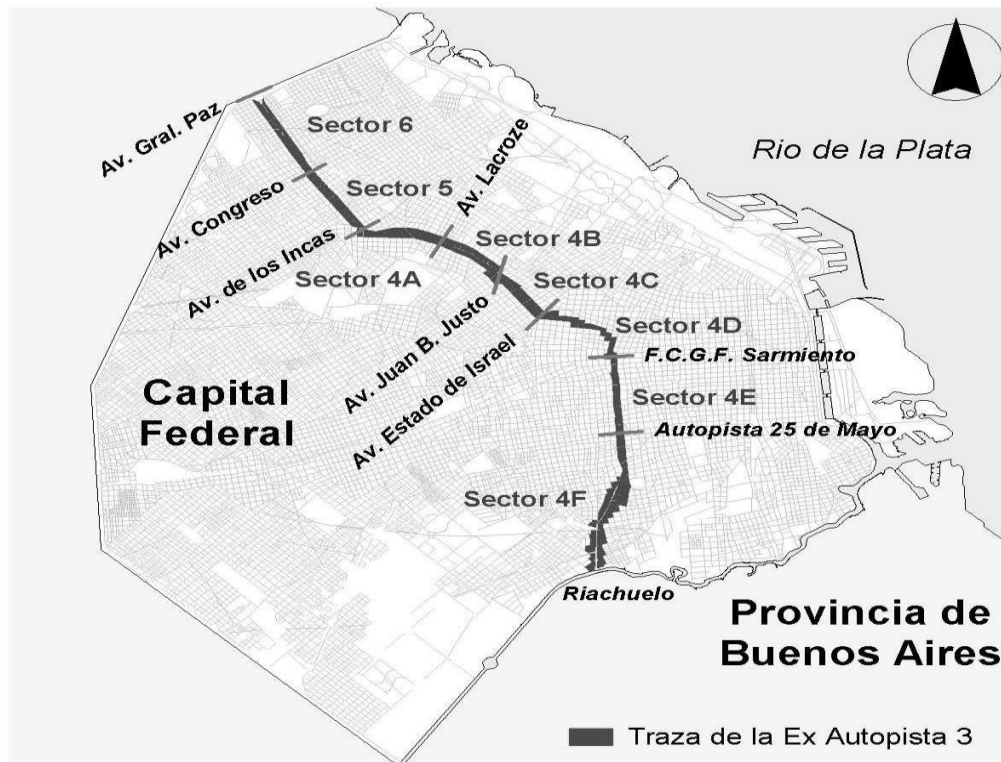 Av. Gral. Paz
Sector 6
Rio de la Plata
Av. Lacroze
Av. Congreso
Sector 5
Av. de los Incas
Sector 4B
Sector 4A
Sector 4C
Av. Juan B. Justo
Sector 4D
F.C.G.F. Sarmiento
Av. Estado de Israel
Capital
Federal
Sector 4E
Autopista 25 de Mayo
Sector 4F
Riachuelo
Provincia de
Buenos Aires
Traza de la Ex Autopista 3